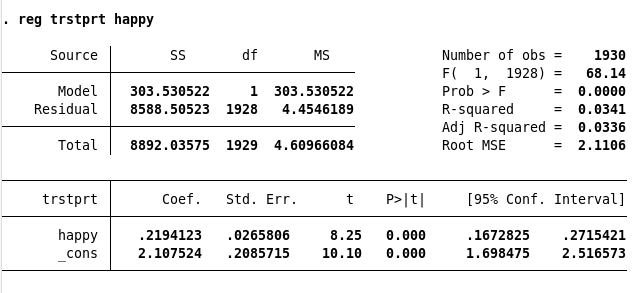 . reg trstprt happy
Source SS df MS Number of obs = 1930
F( 1, 1928) = 68.14
Model 303.530522 1 303.530522 Prob > F = 0.0000
Residual 8588.50523 1928 4.4546189 R-squared = 0.0341
Adj R-squared = 0.0336
Total 8892.03575 1929 4.60966084 Root MSE = 2.1106
trstprt Coef. Std. Err. t P>|t| [95% Conf. Interval]
happy .2194123 .0265806 8.25 0.000 .1672825 .2715421
_cons 2.107524 .2085715 10.10 0.000 1.698475 2.516573